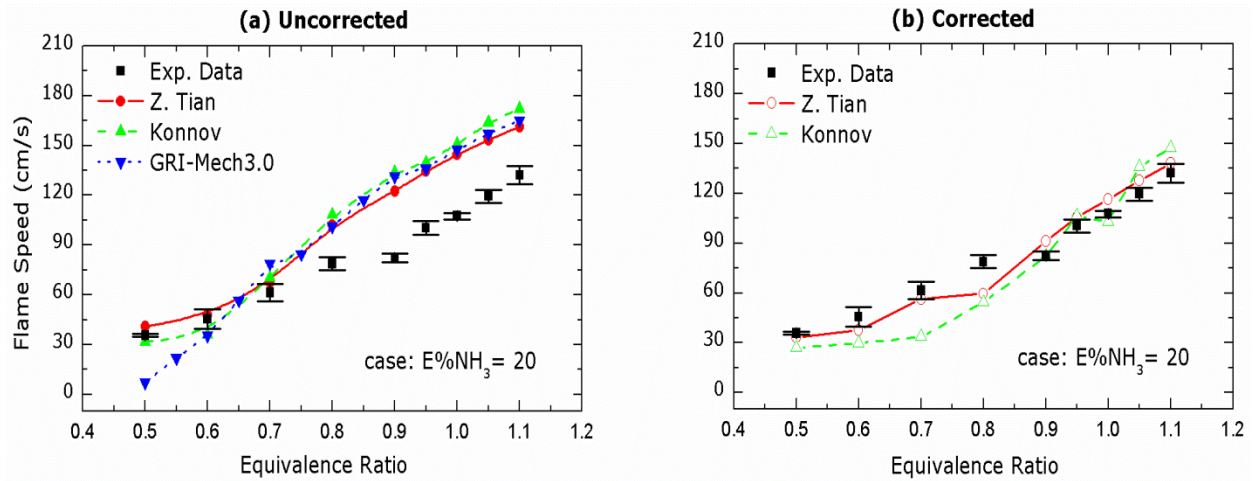 (a) Uncorrected
210
180
150
120
90
60
30
0
Flame Speed (cm/s)
Exp. Data
Z. Tian
Konnov
GRI-Mech3.0
case: E%NH3= 20
0.4 0.5 0.6 0.7 0.8 0.9 1.0 1.1 1.2
Equivalence Ratio
(b) Corrected
210
180
150
120
90
60
30
0
Exp. Data
Z. Tian
Konnov
case: E%NH3= 20
0.4 0.5 0.6 0.7 0.8 0.9 1.0 1.1 1.2
Equivalence Ratio